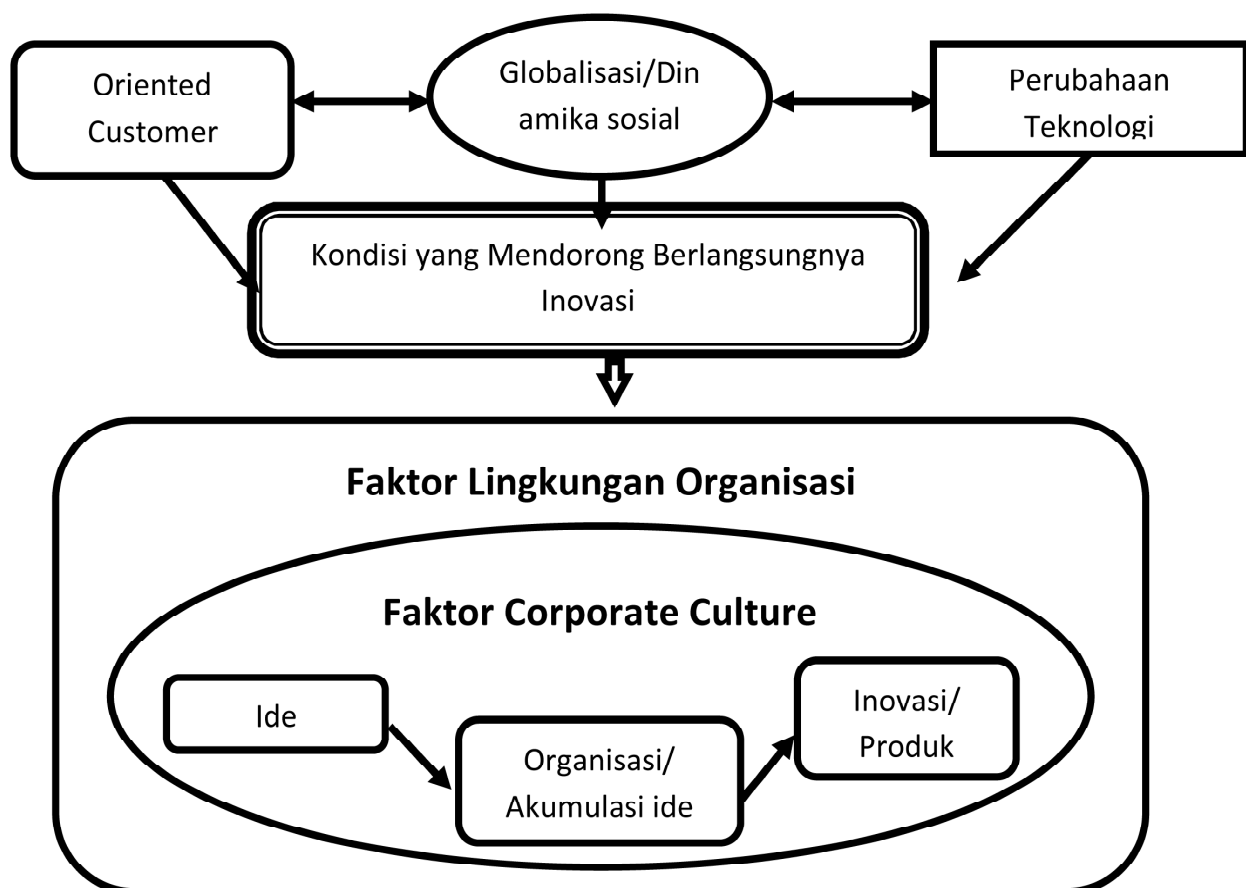 Oriented
Customer
Globalisasi/Din
amika sosial
Perubahaan
Teknologi
Kondisi yang Mendorong Berlangsungnya
Inovasi
Faktor Lingkungan Organisasi
Faktor Corporate Culture
Ide
Organisasi/
Akumulasi ide
Inovasi/
Produk